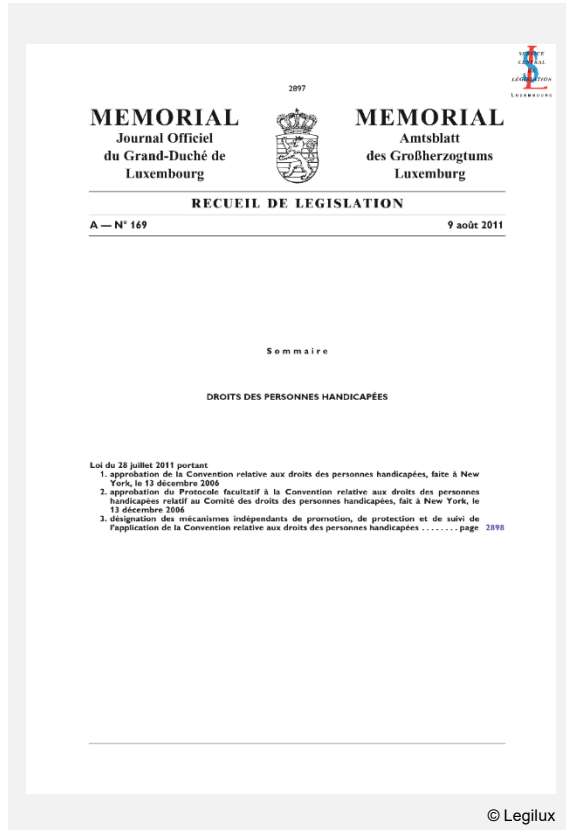 SERVICE
CENTRAL
DE
LÉGISLATION
LUXEMBOURG
2897
MEMORIAL
Journal Officiel
du Grand-Duché de
Luxembourg
MEMORIAL
Amtsblatt
des Großherzogtums
Luxemburg
RECUEIL DE LEGISLATION
A — N° 169
9 août 2011
Sommaire
DROITS DES PERSONNES HANDICAPÉES
Loi du 28 juillet 2011 portant
1. approbation de la Convention relative aux droits des personnes handicapées, faite à New
York, le 13 décembre 2006
2. approbation du Protocole facultatif à la Convention relative aux droits des personnes
handicapées relatif au Comité des droits des personnes handicapées, fait à New York, le
13 décembre 2006
3. désignation des mécanismes indépendants de promotion, de protection et de suivi de
l'application de la Convention relative aux droits des personnes handicapées . . . . . . . . page 2898
© Legilux